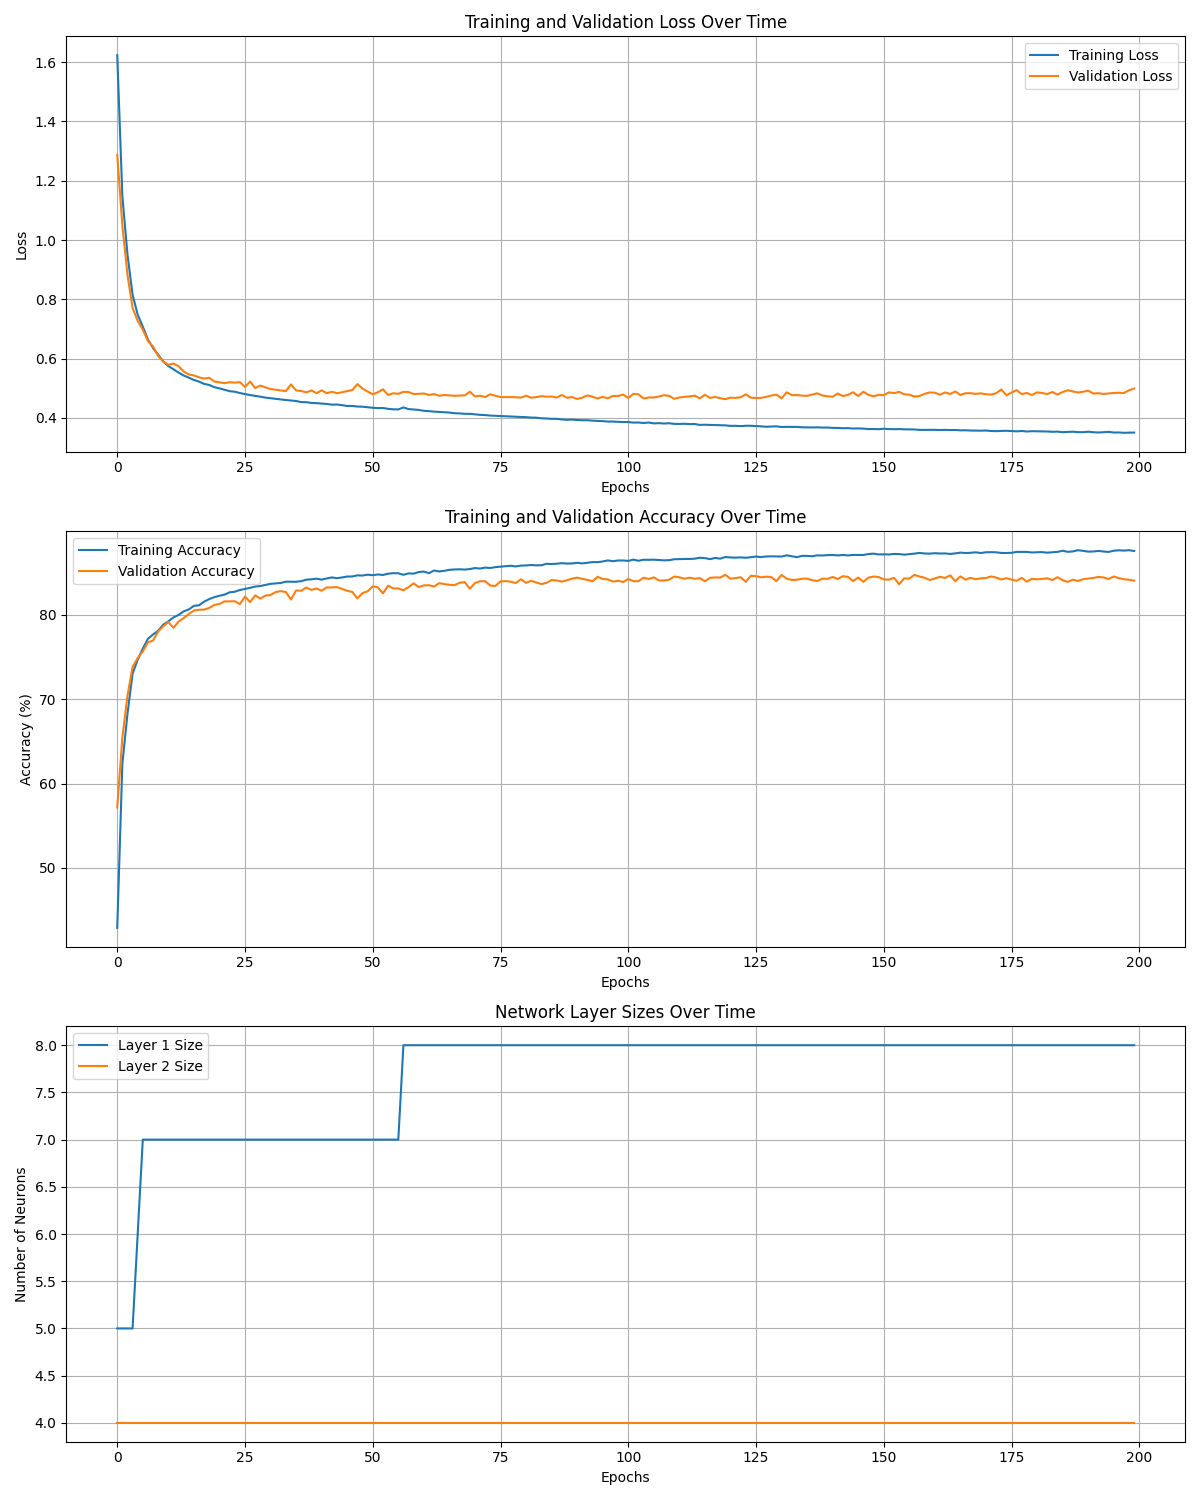 Training and Validation Loss Over Time
Training Loss
Validation Loss
1.6
1.4
1.2
1.0
0.8
0.6
0.4
Loss
0 25 50 75 100 125 150 175 200
Epochs
Training and Validation Accuracy Over Time
Training Accuracy
Validation Accuracy
80
70
60
50
Accuracy (%)
0 25 50 75 100 125 150 175 200
Epochs
Network Layer Sizes Over Time
Layer 1 Size
Layer 2 Size
8.0
7.5
7.0
6.5
6.0
5.5
5.0
4.5
4.0
Number of Neurons
0 25 50 75 100 125 150 175 200
Epochs